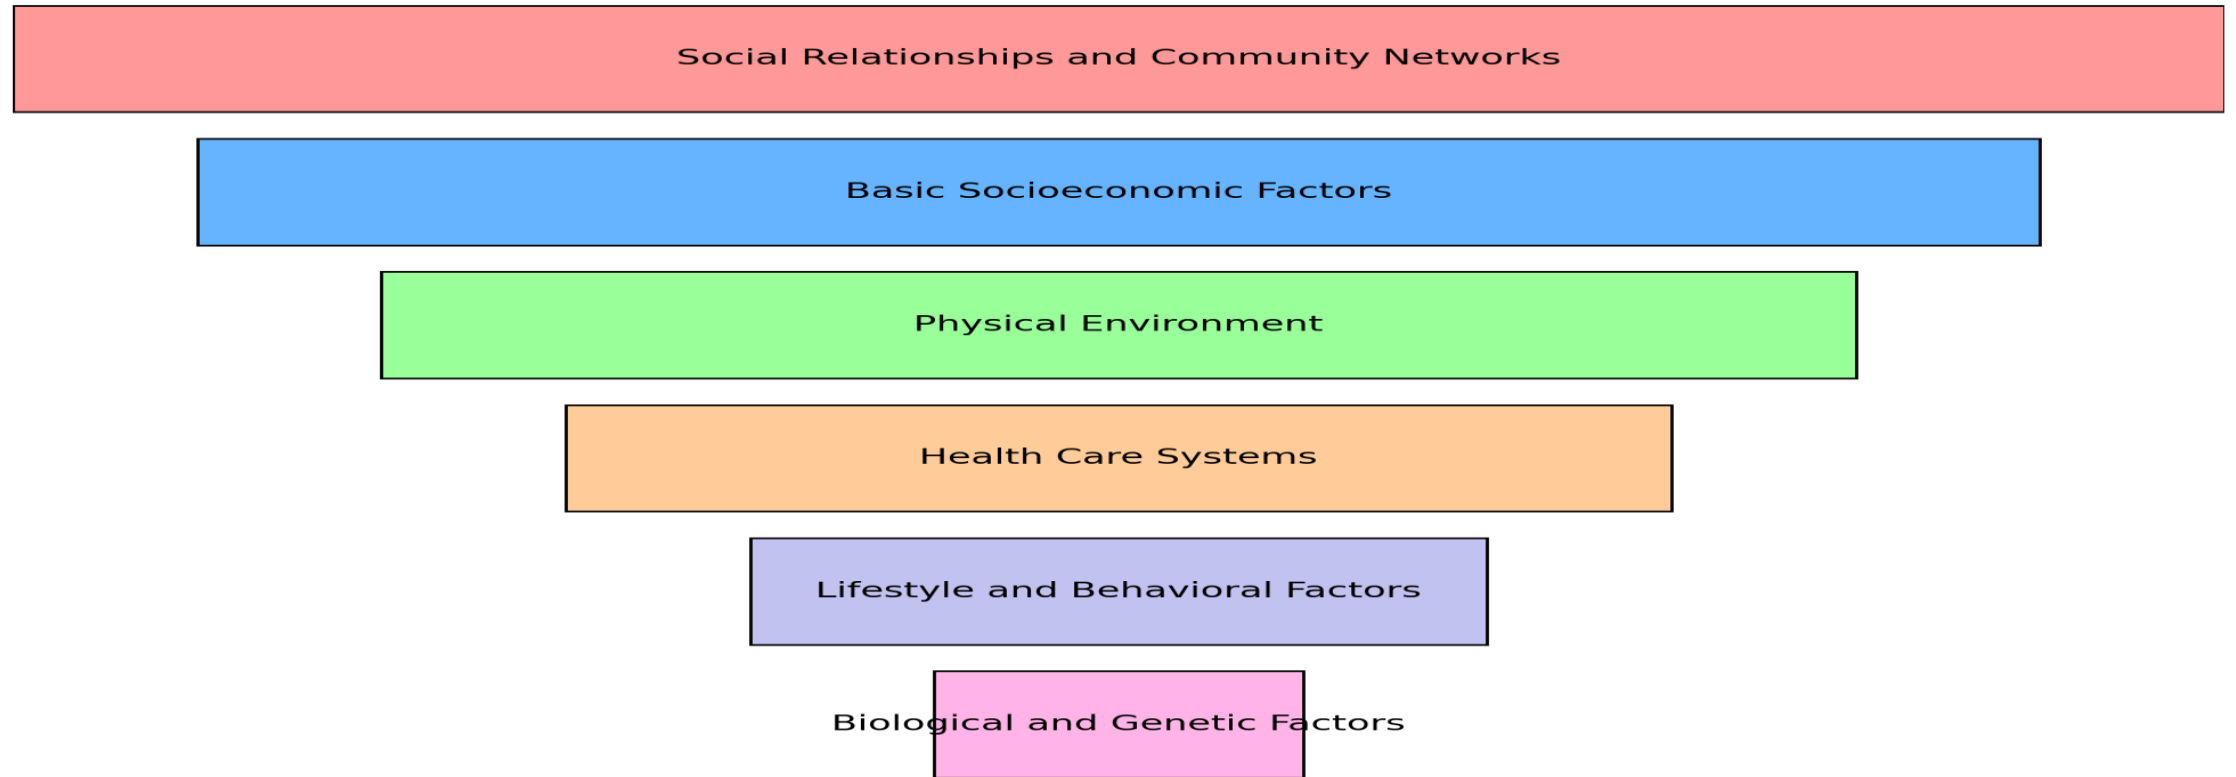 Social Relationships and Community Networks
Basic Socioeconomic Factors
Physical Environment
Health Care Systems
Lifestyle and Behavioral Factors
Biological and Genetic Factors